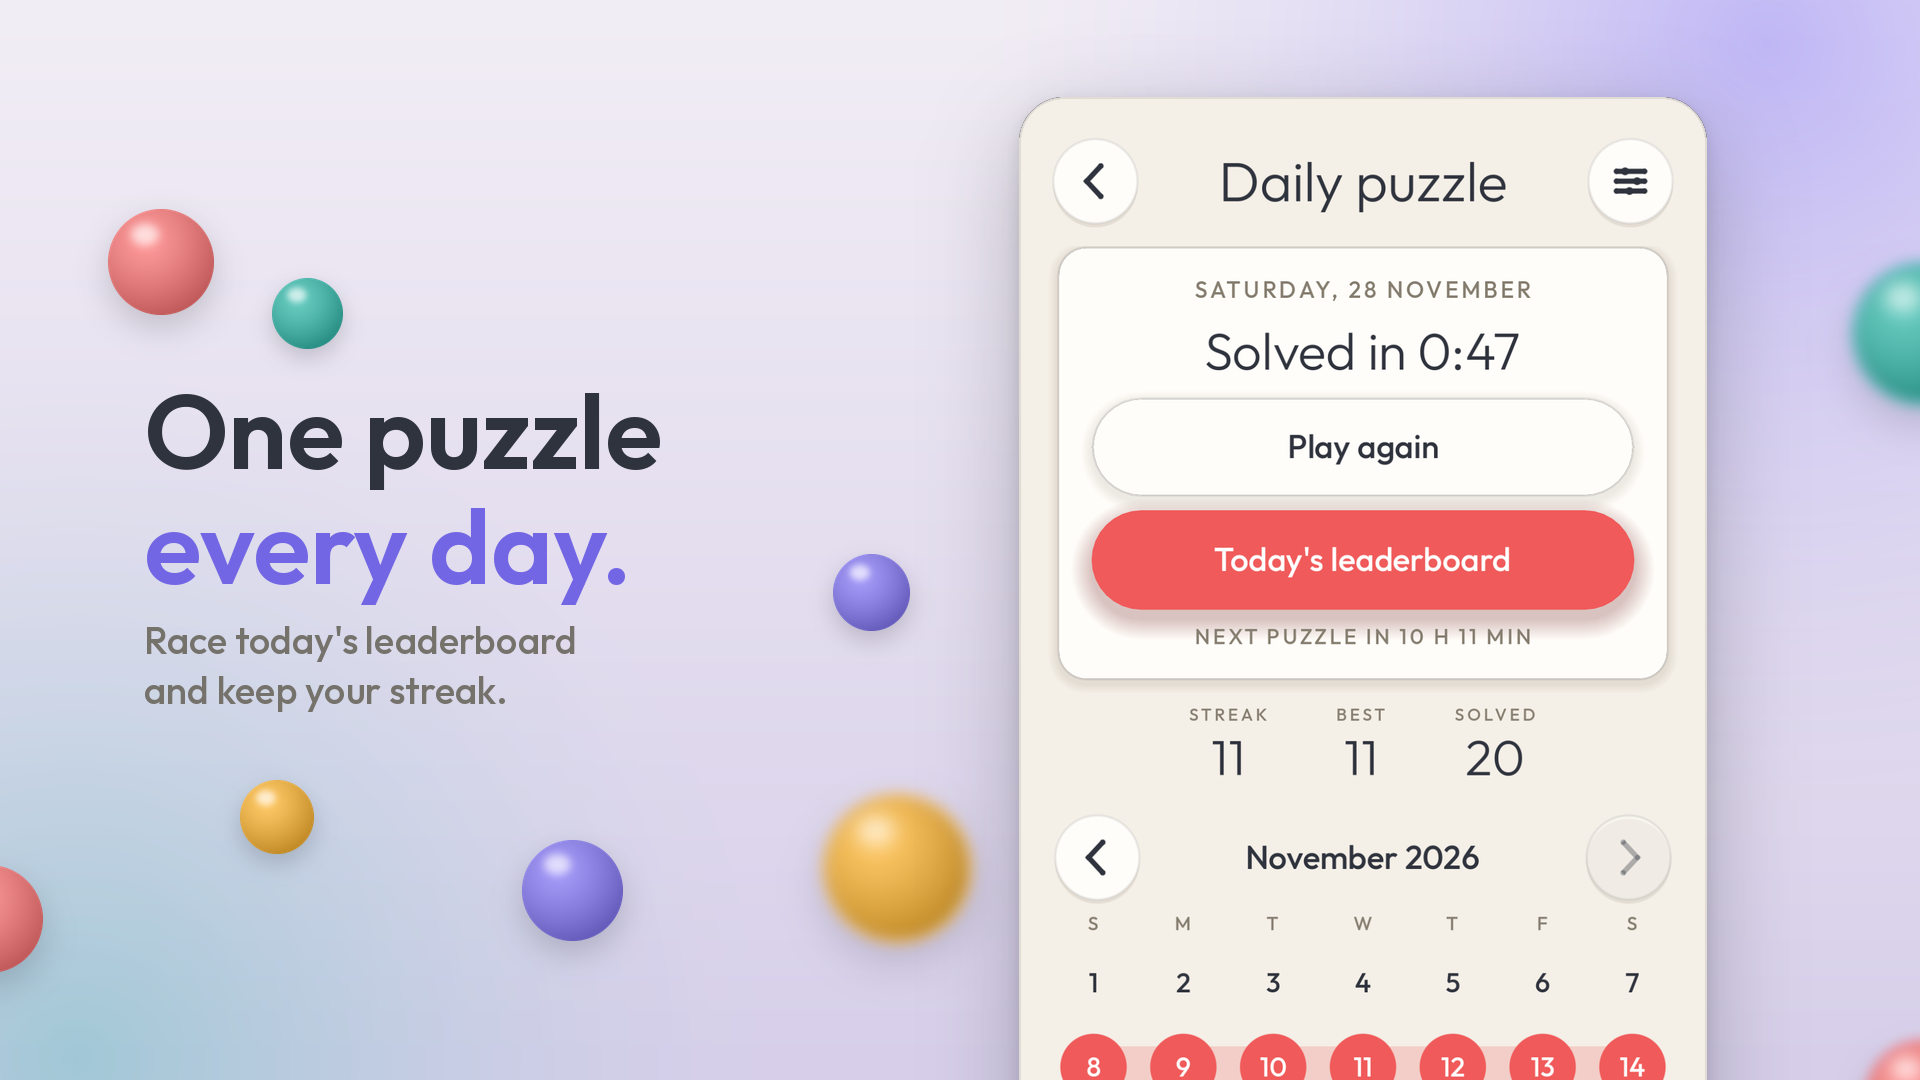 One puzzle
every day.
Race today's leaderboard
and keep your streak.
Daily puzzle
SATURDAY, 28 NOVEMBER
Solved in 0:47
Play again
Today's leaderboard
NEXT PUZZLE IN 10 H 11 MIN
STREAK BEST SOLVED
11 11 20
November 2026
S M T W T F S
1 2 3 4 5 6 7
8 9 10 11 12 13 14